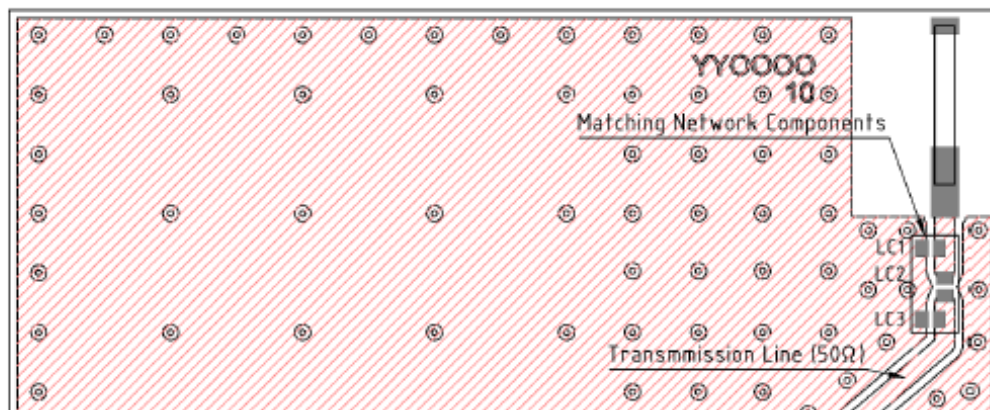 YYOOOO
10
Matching Network Components
LC1
LC2
LC3
Transmmission Line (50Ω)